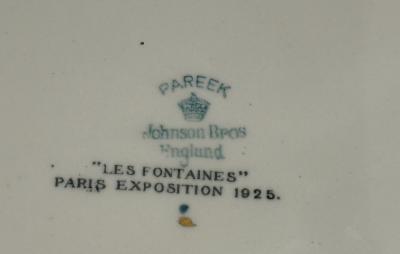 PAREEK
Johnson Bros
England
"LES FONTAINES"
PARIS EXPOSITION 1925.